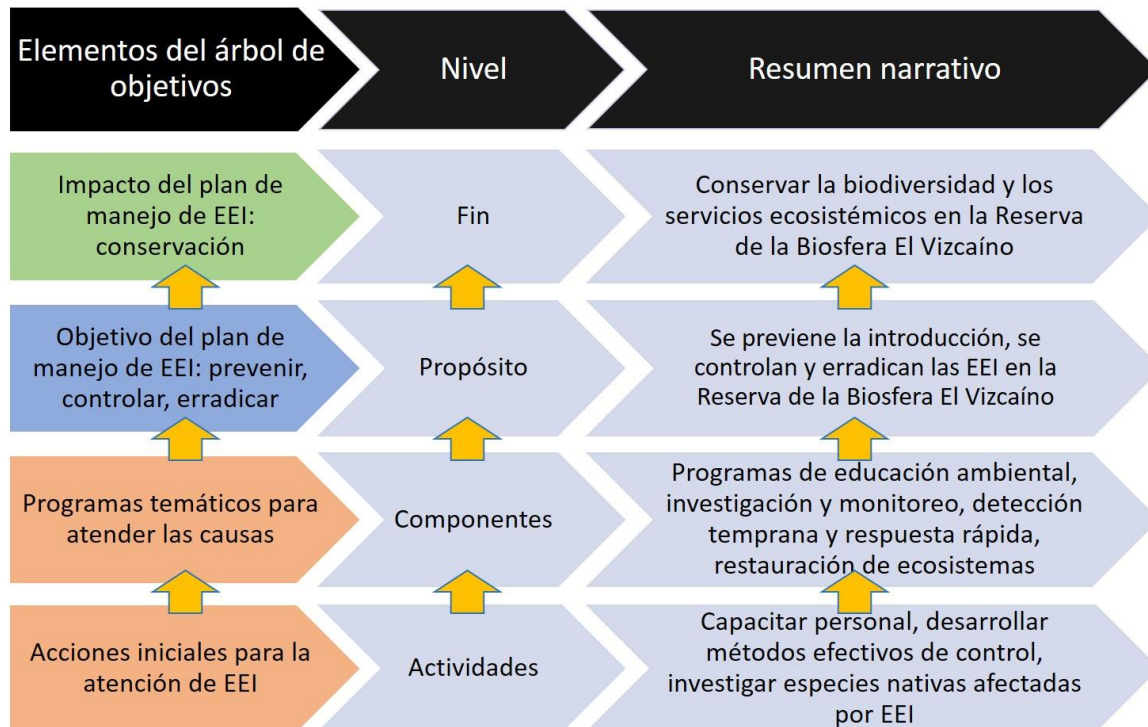 Elementos del árbol de
objetivos
Nivel
Resumen narrativo
Impacto del plan de
manejo de EEI:
conservación
Fin
Conservar la biodiversidad y los
servicios ecosistémicos en la Reserva
de la Biosfera El Vizcaíno
Objetivo del plan de
manejo de EEI: prevenir,
controlar, erradicar
Propósito
Se previene la introducción, se
controlan y erradican las EEI en la
Reserva de la Biosfera El Vizcaíno
Programas temáticos para
atender las causas
Componentes
Programas de educación ambiental,
investigación y monitoreo, detección
temprana y respuesta rápida,
restauración de ecosistemas
Acciones iniciales para la
atención de EEI
Actividades
Capacitar personal, desarrollar
métodos efectivos de control,
investigar especies nativas afectadas
por EEI